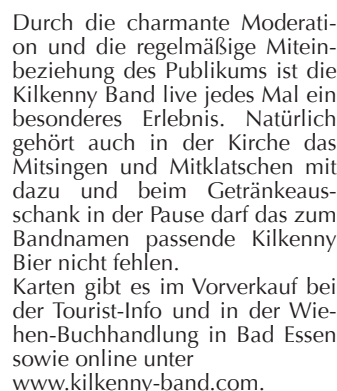 Durch die charmante Moderati-
on und die regelmäßige Mitein-
beziehung des Publikums ist die
Kilkenny Band live jedes Mal ein
besonderes Erlebnis. Natürlich
gehört auch in der Kirche das
Mitsingen und Mitklatschen mit
dazu und beim Getränkeaus-
schank in der Pause darf das zum
Bandnamen passende Kilkenny
Bier nicht fehlen.
Karten gibt es im Vorverkauf bei
der Tourist-Info und in der Wie-
hen-Buchhandlung in Bad Essen
sowie online unter
www.kilkenny-band.com.